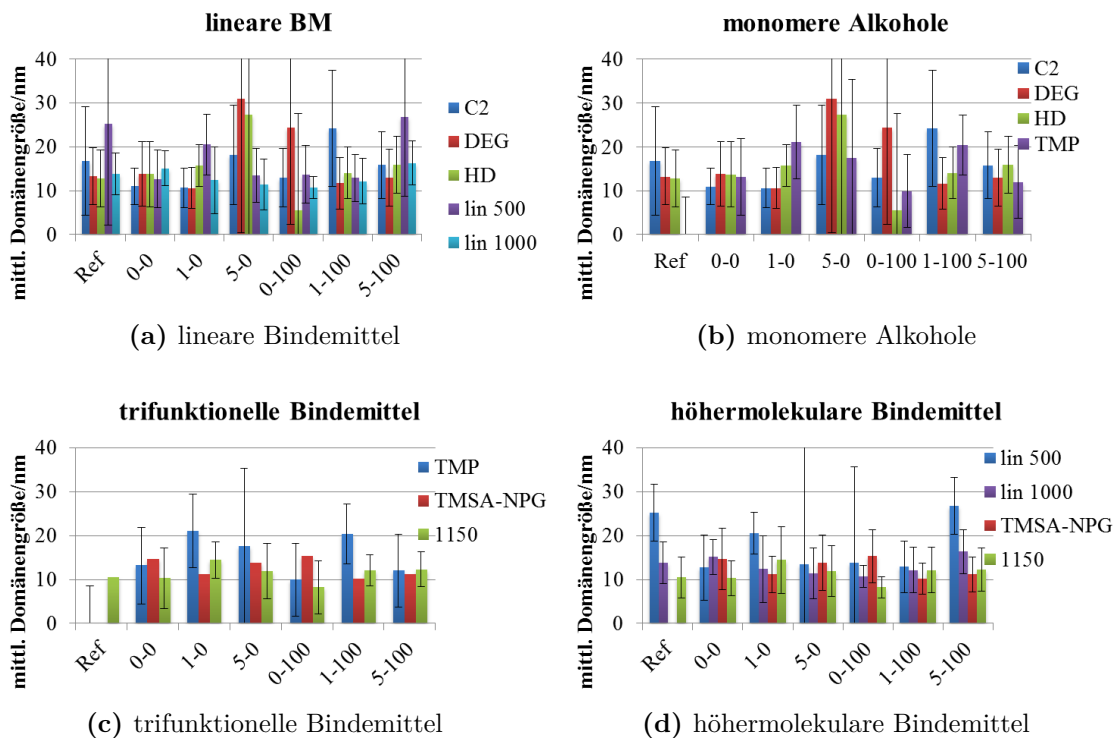 lineare BM
mittl. Domänengröße/nm
40
30
20
10
0
Ref
0-0
1-0
5-0
0-100
1-100
5-100
C2
DEG
HD
lin 500
lin 1000
(a) lineare Bindemittel
monomere Alkohole
mittl. Domänengröße/nm
40
30
20
10
0
Ref
0-0
1-0
5-0
0-100
1-100
5-100
C2
DEG
HD
TMP
(b) monomere Alkohole
trifunktionelle Bindemittel
mittl. Domänengröße/nm
40
30
20
10
0
Ref
0-0
1-0
5-0
0-100
1-100
5-100
TMP
TMSA-NPG
1150
(c) trifunktionelle Bindemittel
höhermolekulare Bindemittel
mittl. Domänengröße/nm
40
30
20
10
0
Ref
0-0
1-0
5-0
0-100
1-100
5-100
lin 500
lin 1000
TMSA-NPG
1150
(d) höhermolekulare Bindemittel